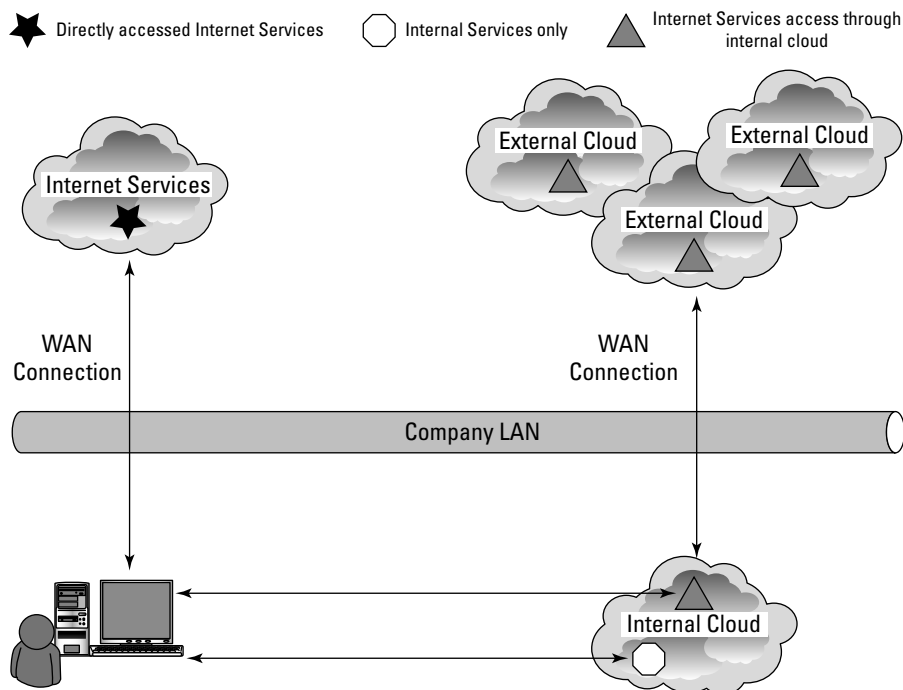 Directly accessed Internet Services
Internal Services only
Internet Services access through
internal cloud
Internet Services
External Cloud
External Cloud
External Cloud
WAN
Connection
WAN
Connection
Company LAN
Internal Cloud